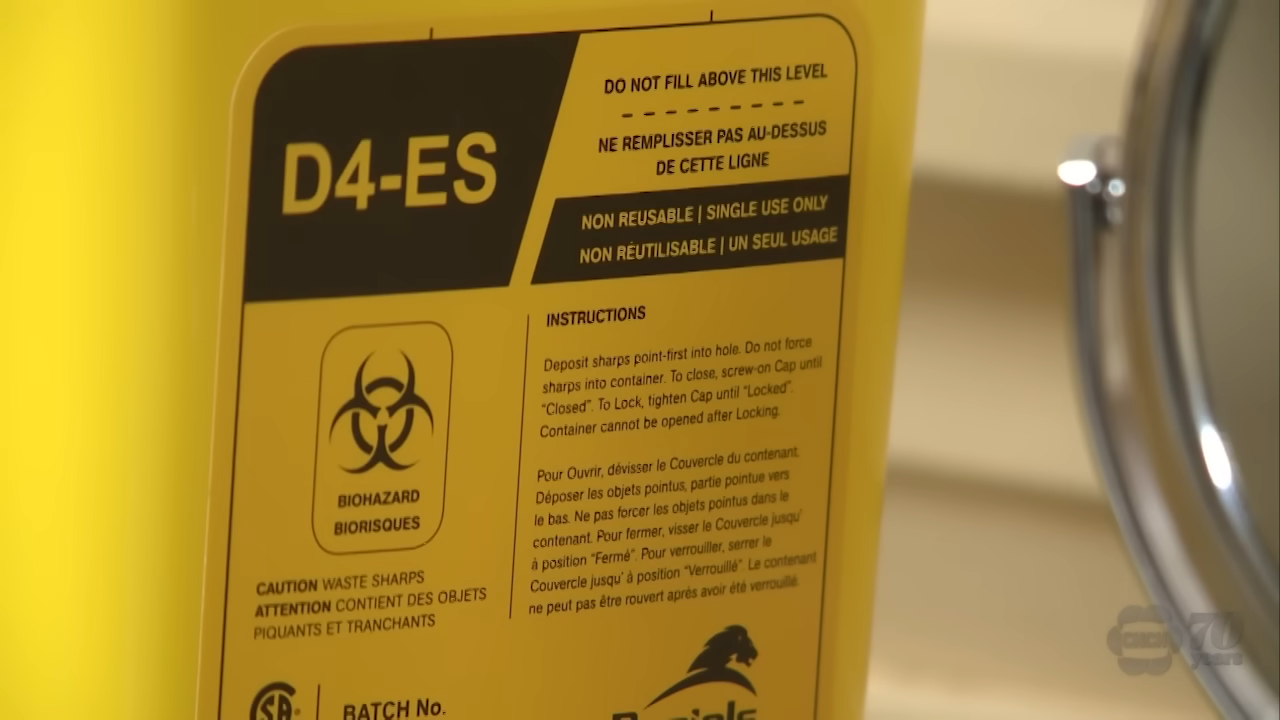 D4-ES
DO NOT FILL ABOVE THIS LEVEL
NE REMPLISSER PAS AU-DESSUS
DE CETTE LIGNE
NON REUSABLE | SINGLE USE ONLY
NON RÉUTILISABLE | UN SEUL USAGE
BIOHAZARD
BIORISQUES
CAUTION WASTE SHARPS
ATTENTION CONTIENT DES OBJETS
PIQUANTS ET TRANCHANTS
INSTRUCTIONS
Deposit sharps point-first into hole. Do not force
sharps into container. To close, screw-on Cap until
“Closed”. To Lock, tighten Cap until “Locked”.
Container cannot be opened after Locking.
Pour Ouvrir, dévisser le Couvercle du contenant.
Déposer les objets pointus, partie pointue vers
le bas. Ne pas forcer les objets pointus dans le
contenant. Pour fermer, visser le Couvercle jusqu’
à position “Fermé”. Pour verrouiller, serrer le
Couvercle jusqu’ à position “Verrouillé”. Le contenant
ne peut pas être rouvert après avoir été verrouillé.
CSA
BATCH No.
Daniels
CHCH
70
years